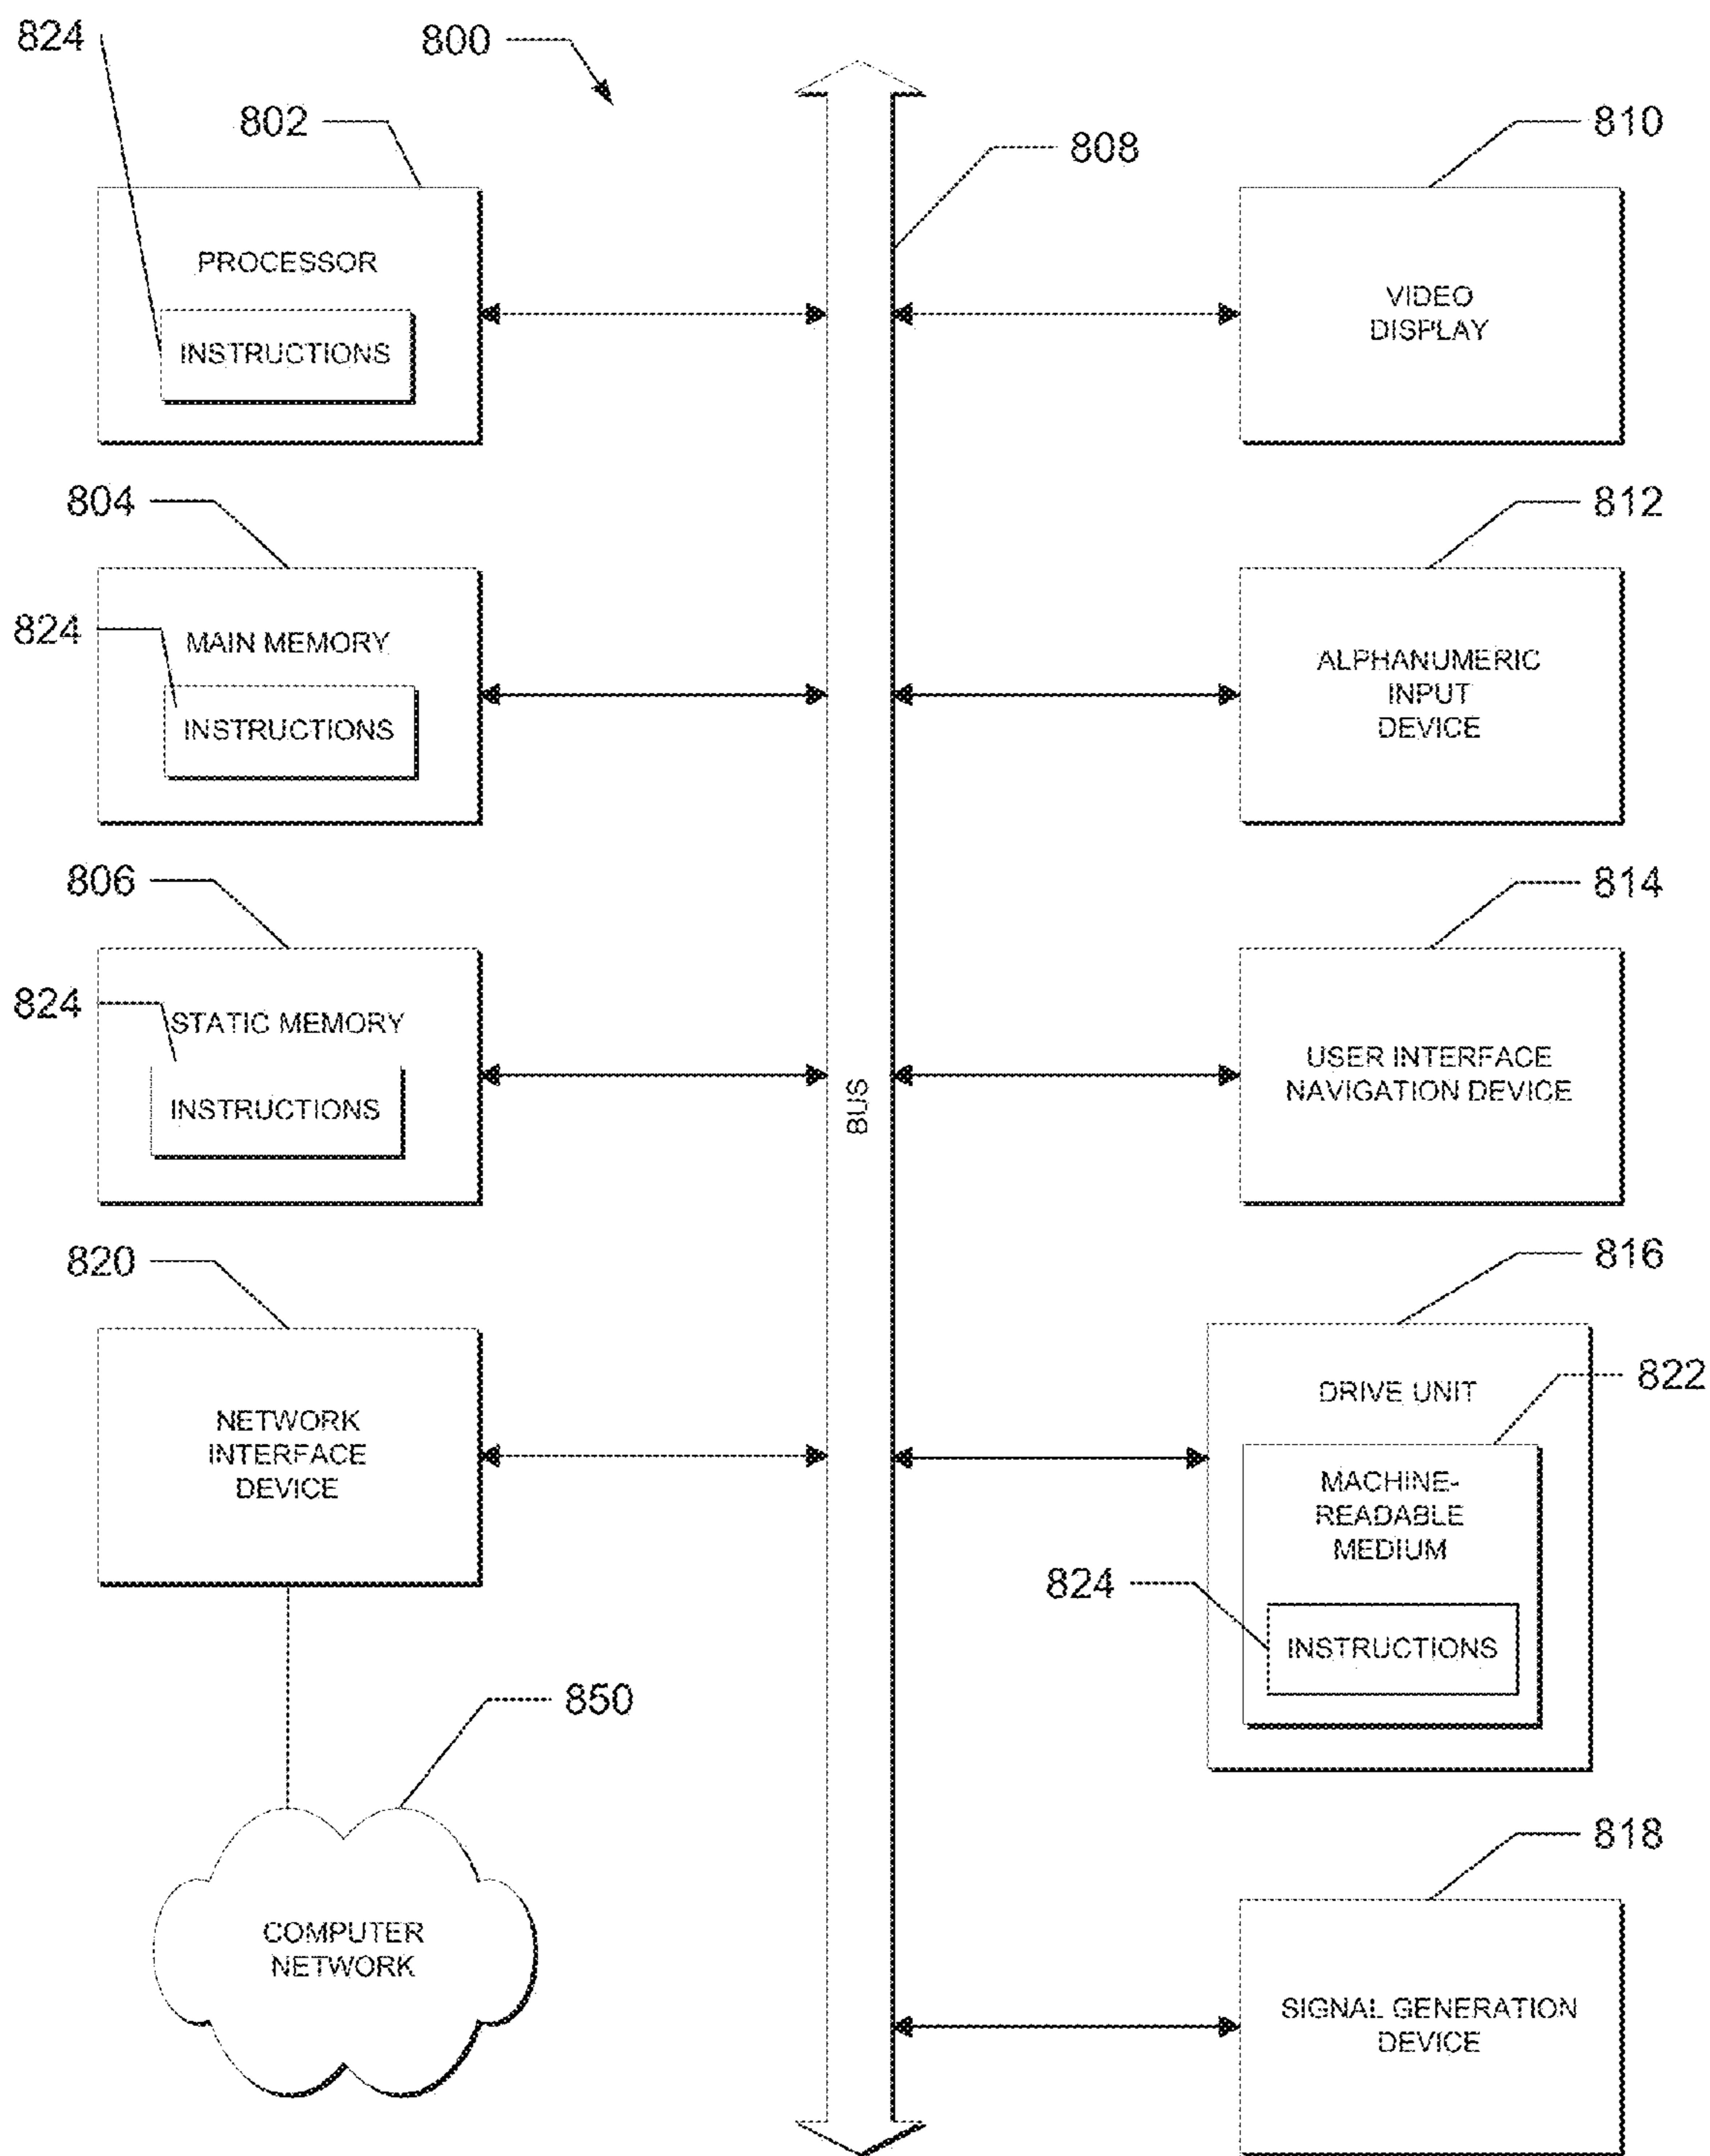 824
800
802
808
810
PROCESSOR
INSTRUCTIONS
VIDEO
DISPLAY
804
812
824
MAIN MEMORY
INSTRUCTIONS
ALPHANUMERIC
INPUT
DEVICE
806
814
824
STATIC MEMORY
INSTRUCTIONS
BUS
USER INTERFACE
NAVIGATION DEVICE
820
816
NETWORK
INTERFACE
DEVICE
DRIVE UNIT
822
MACHINE-
READABLE
MEDIUM
824
INSTRUCTIONS
850
COMPUTER
NETWORK
818
SIGNAL GENERATION
DEVICE